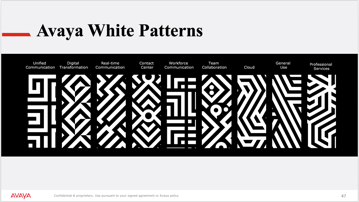 Avaya White Patterns
Unified
Communication
Digital
Transformation
Real-time
Communication
Contact
Center
Workforce
Communication
Team
Collaboration
Cloud
General
Use
Professional
Services
AVAYA
Confidential & proprietary. Use pursuant to your signed agreement or Avaya policy.